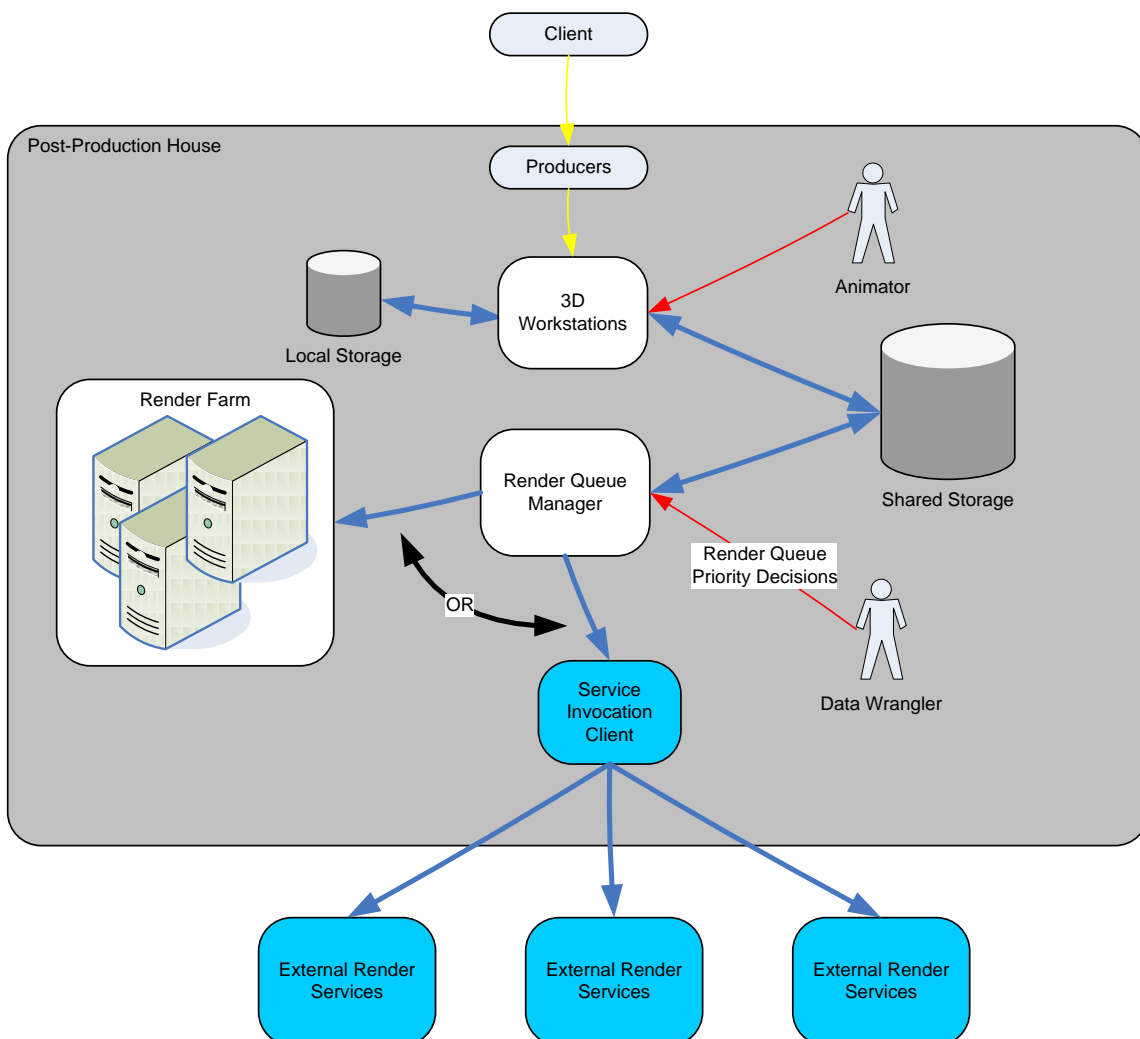 Client
Post-Production House
Producers
Animator
3D
Workstations
Local Storage
Render Farm
Shared Storage
Render Queue
Manager
Render Queue
Priority Decisions
OR
Service
Invocation
Client
Data Wrangler
External Render
Services
External Render
Services
External Render
Services